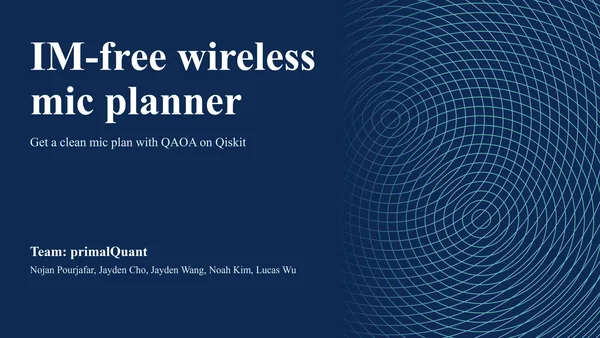 IM-free wireless
mic planner
Get a clean mic plan with QAOA on Qiskit
Team: primalQuant
Nojan Pourjafar, Jayden Cho, Jayden Wang, Noah Kim, Lucas Wu